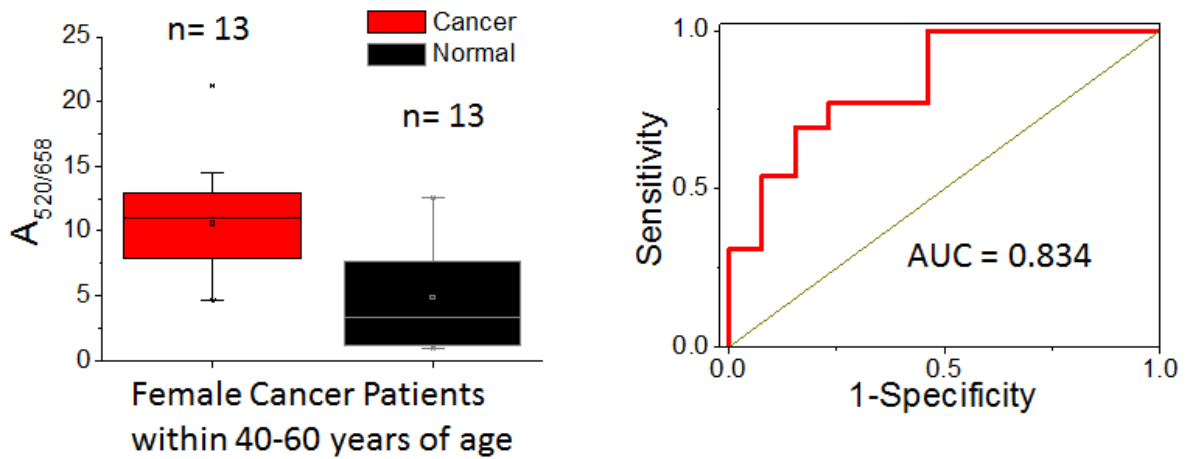 n= 13
Cancer
Normal
n= 13
25
20
15
10
5
0
A520/658
Female Cancer Patients
within 40-60 years of age
1.0
0.5
0.0
Sensitivity
AUC = 0.834
0.0
0.5
1.0
1-Specificity